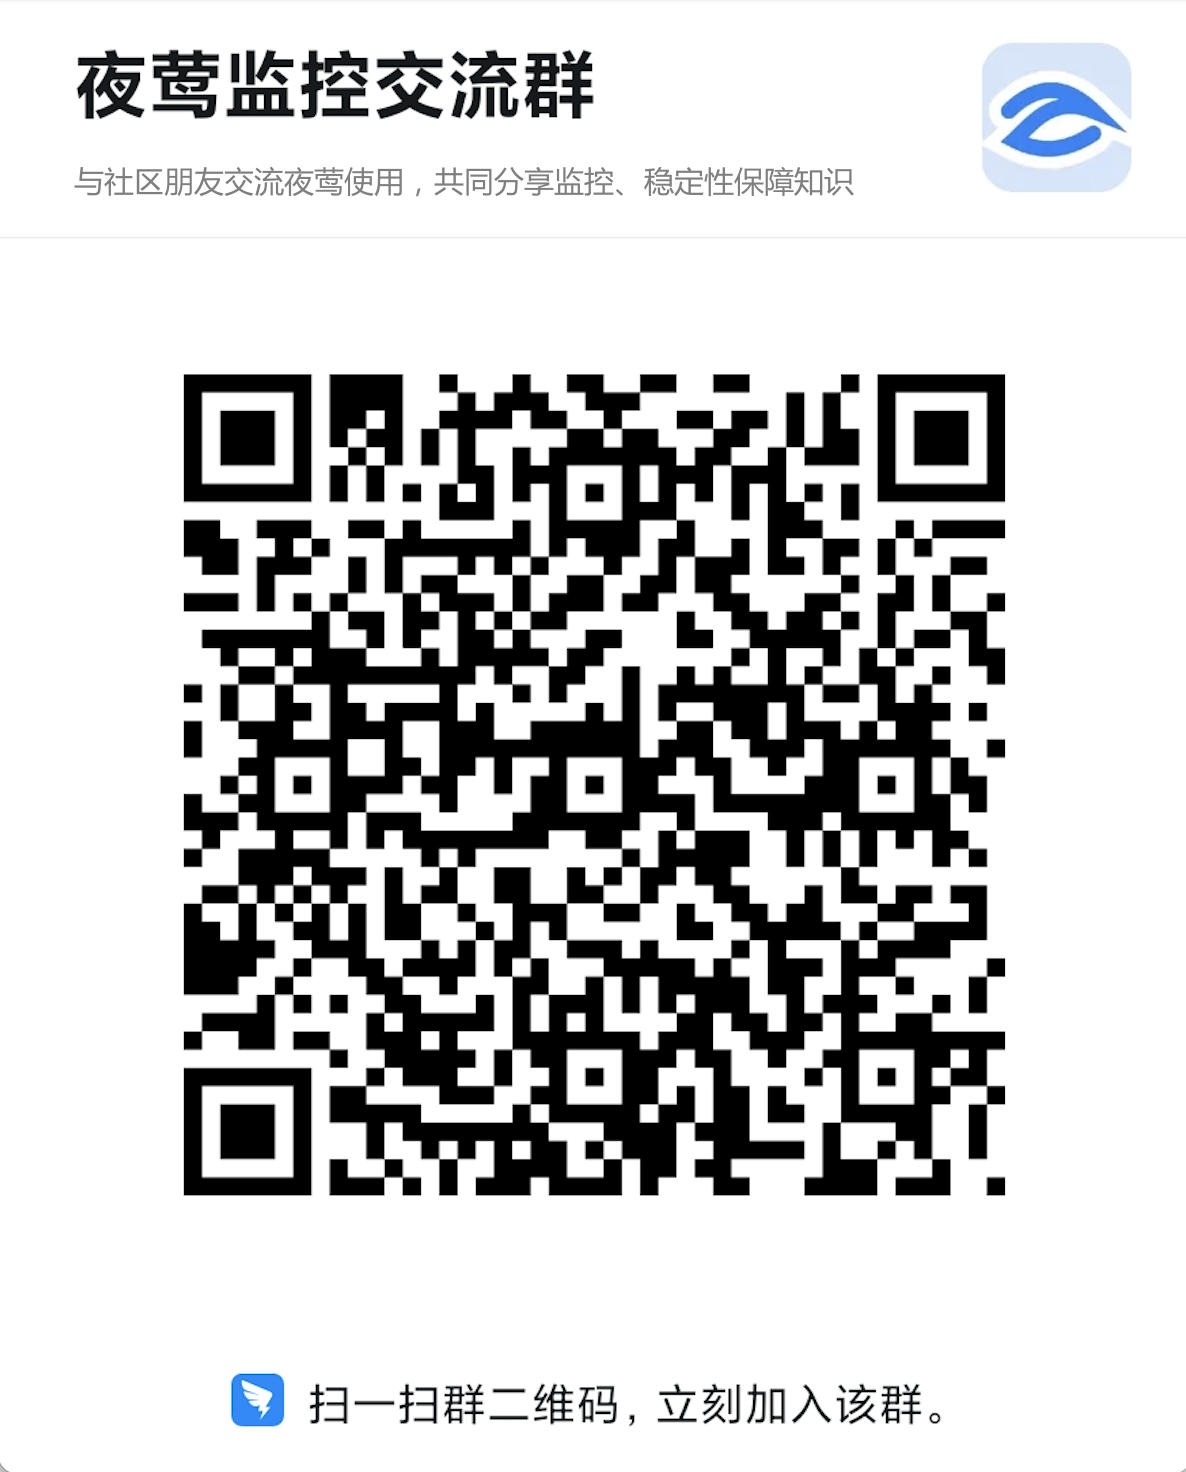 夜莺监控交流群
与社区朋友交流夜莺使用，共同分享监控、稳定性保障知识
扫一扫群二维码，立刻加入该群。